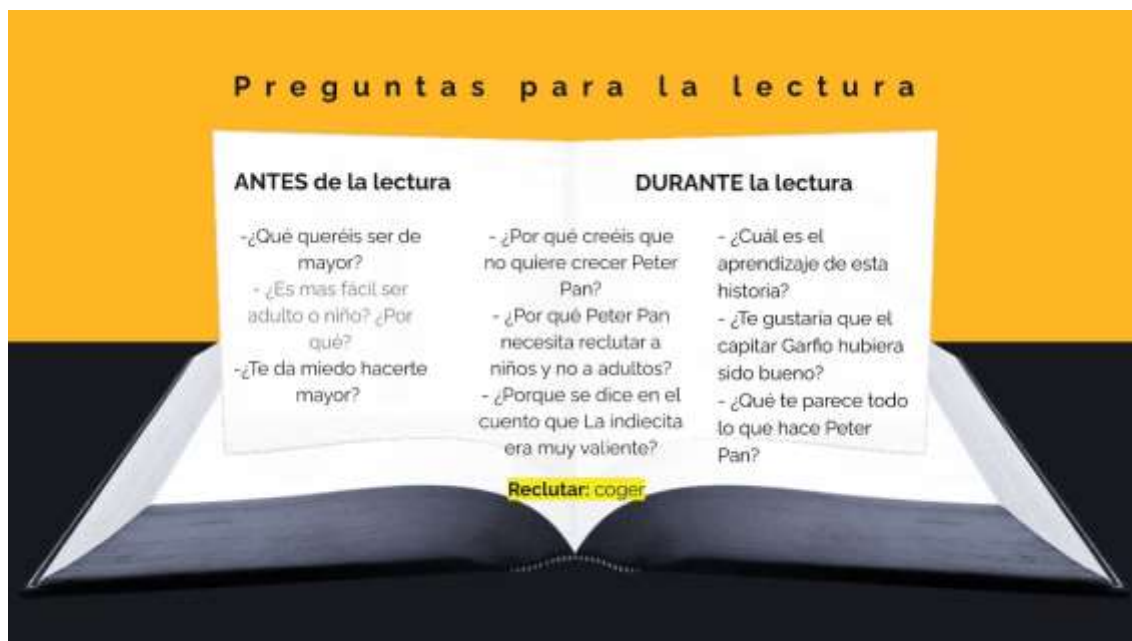 Preguntas para la lectura
ANTES de la lectura
-¿Qué queréis ser de
mayor?
- ¿Es mas fácil ser
adulto o niño? ¿Por
qué?
-¿Te da miedo hacerte
mayor?
DURANTE la lectura
- ¿Por qué creéis que
no quiere crecer Peter
Pan?
- ¿Por qué Peter Pan
necesita reclutar a
niños y no a adultos?
- ¿Porque se dice en el
cuento que La indiecita
era muy valiente?
- ¿Cuál es el
aprendizaje de esta
historia?
- ¿Te gustaría que el
capitar Garfio hubiera
sido bueno?
- ¿Qué te parece todo
lo que hace Peter
Pan?
Reclutar: coger